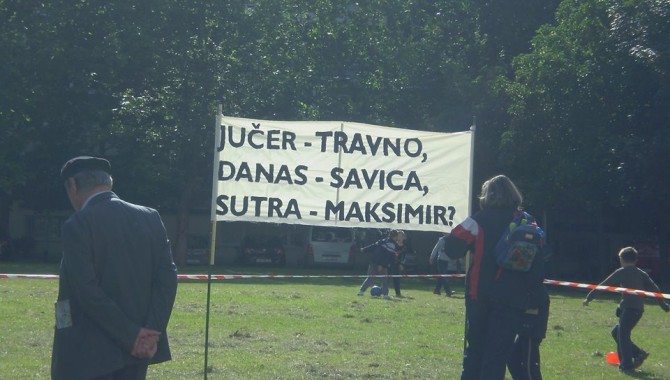 JUČER - TRAVNO,
DANAS - SAVICA,
SUTRA - MAKSIMIR?